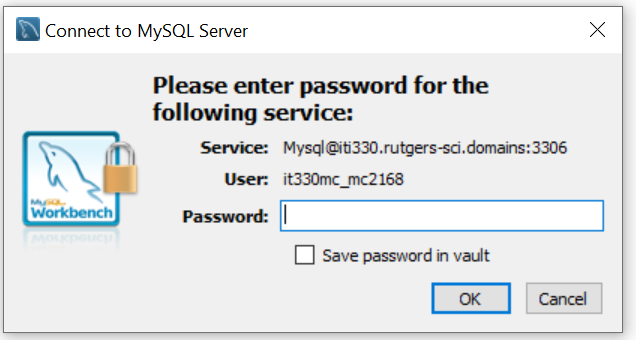 Connect to MySQL Server
Please enter password for the
following service:
Service: Mysql@iti330.rutgers-sci.domains:3306
User: it330mc_mc2168
Password:
Save password in vault
MySQL
Workbench
OK Cancel